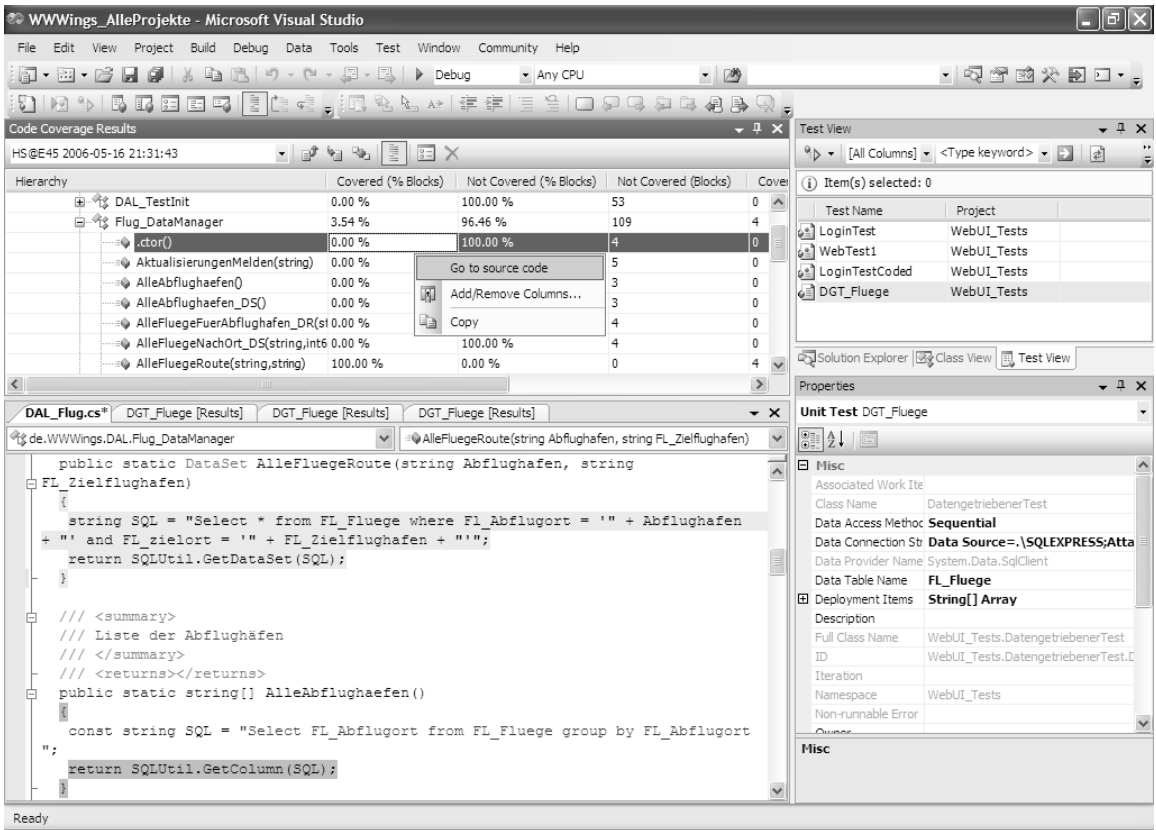 WWWings_AlleProjekte - Microsoft Visual Studio
File Edit View Project Build Debug Data Tools Test Window Community Help
Debug Any CPU
Code Coverage Results
HS@E45 2006-05-16 21:31:43
Hierarchy Covered (% Blocks) Not Covered (% Blocks) Not Covered (Blocks) Cover
DAL_TestInit 0.00 % 100.00 % 53 0
Flug_DataManager 3.54 % 96.46 % 109 4
.ctor() 0.00 % 100.00 % 4 0
AktualisierungenMelden(string) 0.00 % 5 0
AlleAbflughaefen() 0.00 % 3 0
AlleAbflughaefen_DS() 0.00 % 3 0
AlleFluegeFuerAbflughafen_DR(st 0.00 % 4 0
AlleFluegeNachOrt_DS(string,int6 0.00 % 100.00 % 4 0
AlleFluegeRoute(string,string) 100.00 % 0.00 % 0 4
Go to source code
Add/Remove Columns...
Copy
Test View
[All Columns] <Type keyword>
Item(s) selected: 0
Test Name Project
LoginTest WebUI_Tests
WebTest1 WebUI_Tests
LoginTestCoded WebUI_Tests
DGT_Fluege WebUI_Tests
Solution Explorer Class View Test View
DAL_Flug.cs* DGT_Fluege [Results] DGT_Fluege [Results] DGT_Fluege [Results]
de.WWWings.DAL.Flug_DataManager AlleFluegeRoute(string Abflughafen, string FL_Zielflughafen)
public static DataSet AlleFluegeRoute(string Abflughafen, string
FL_Zielflughafen)
{
string SQL = "Select * from FL_Fluege where Fl_Abflugort = '" + Abflughafen
+ "' and FL_zielort = '" + FL_Zielflughafen + "'";
return SQLUtil.GetDataSet(SQL);
}
/// <summary>
/// Liste der Abflughäfen
/// </summary>
/// <returns></returns>
public static string[] AlleAbflughaefen()
{
const string SQL = "Select FL_Abflugort from FL_Fluege group by FL_Abflugort
";
return SQLUtil.GetColumn(SQL);
}
Properties
Unit Test DGT_Fluege
Misc
Associated Work Ite
Class Name DatengetriebenerTest
Data Access Method Sequential
Data Connection Str Data Source=.\SQLEXPRESS;Atta
Data Provider Name System.Data.SqlClient
Data Table Name FL_Fluege
Deployment Items String[] Array
Description
Full Class Name WebUI_Tests.DatengetriebenerTest
ID WebUI_Tests.DatengetriebenerTest.D
Iteration
Namespace WebUI_Tests
Non-runnable Error
Owner
Misc
Ready